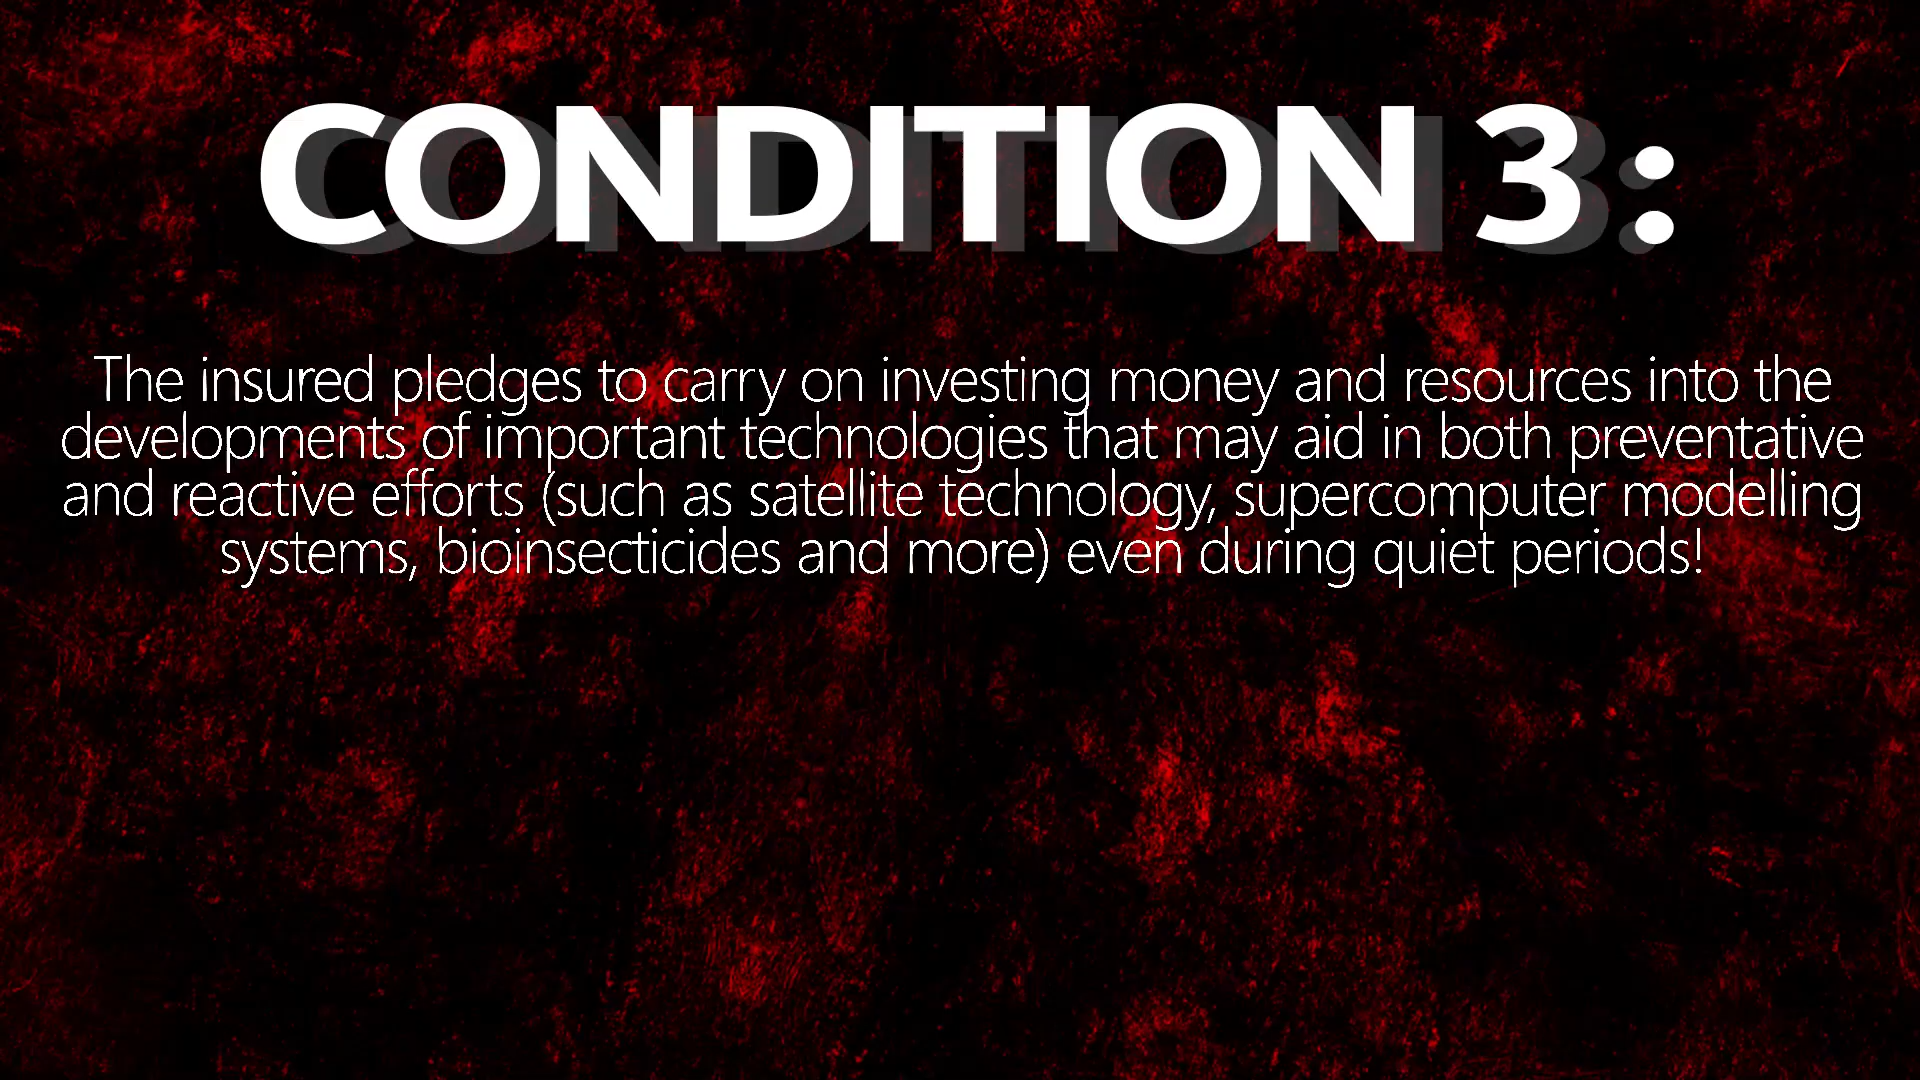 CONDITION 3:
The insured pledges to carry on investing money and resources into the
developments of important technologies that may aid in both preventative
and reactive efforts (such as satellite technology, supercomputer modelling
systems, bioinsecticides and more) even during quiet periods!